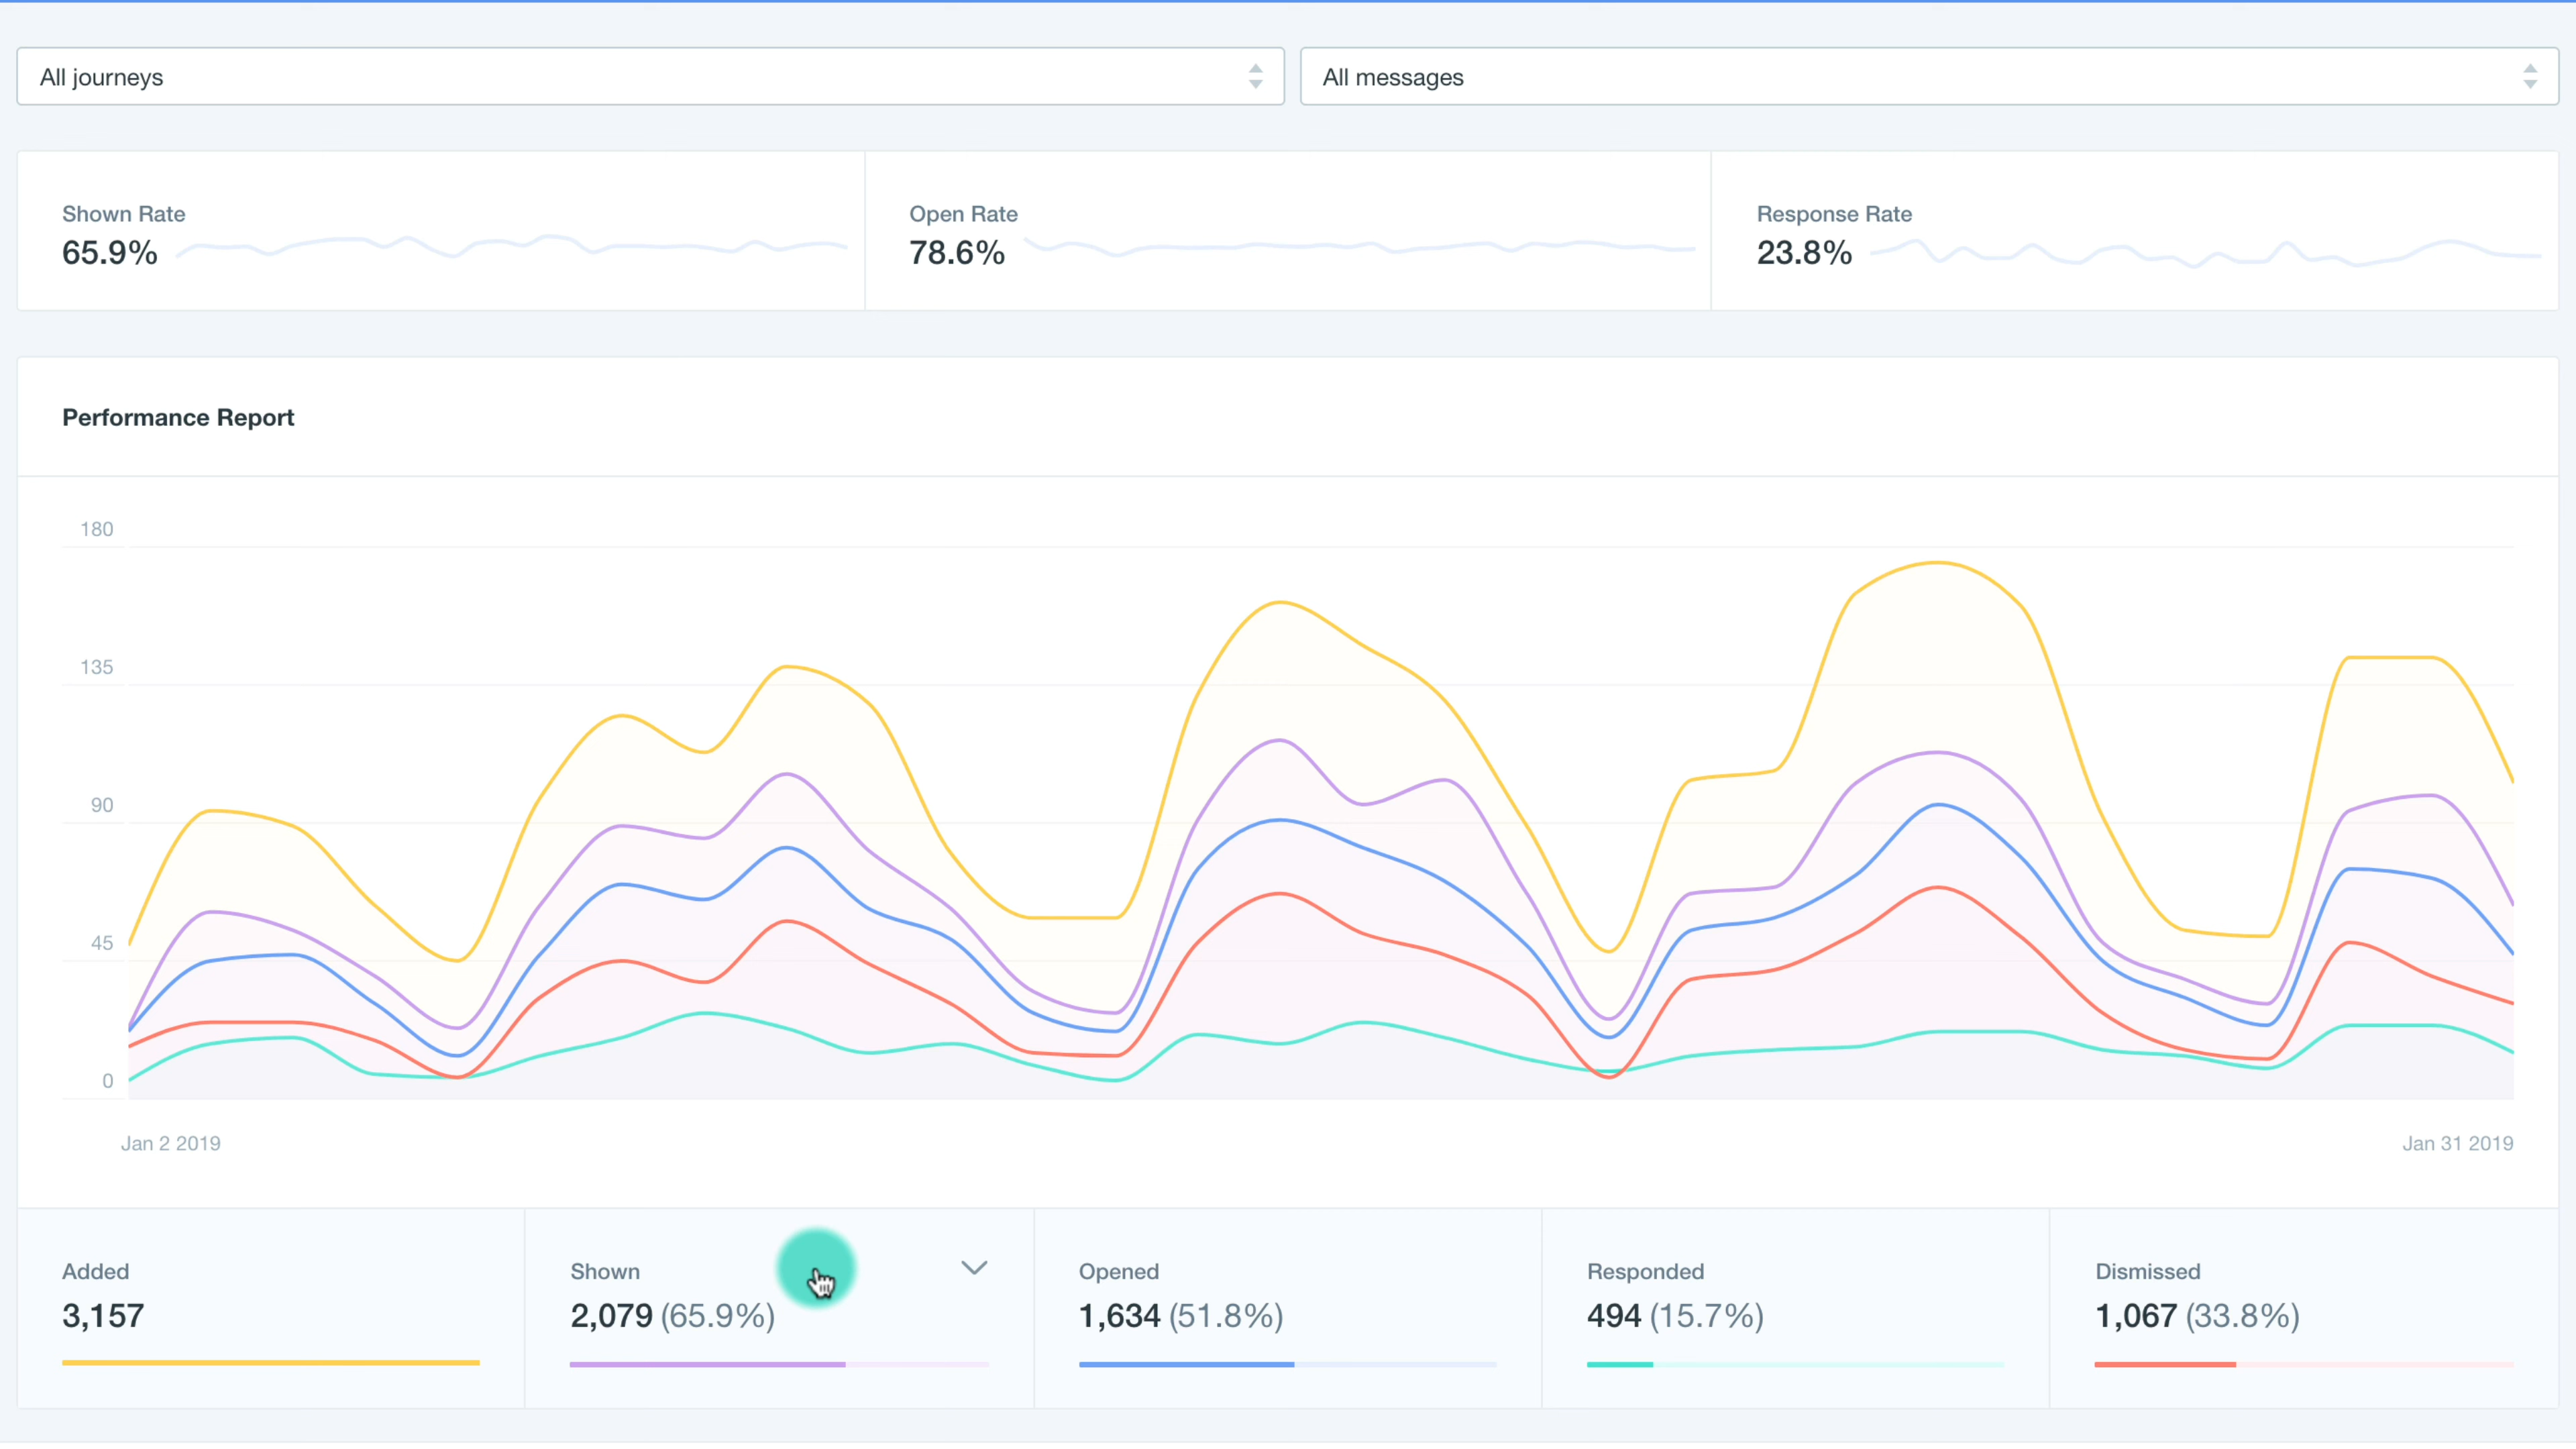 All journeys
All messages
Shown Rate
65.9%
Open Rate
78.6%
Response Rate
23.8%
Performance Report
180
135
90
45
0
Jan 2 2019
Jan 31 2019
Added
3,157
Shown
2,079 (65.9%)
Opened
1,634 (51.8%)
Responded
494 (15.7%)
Dismissed
1,067 (33.8%)